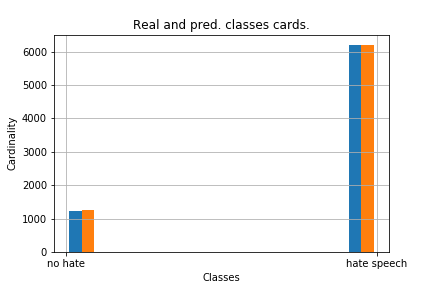 Real and pred. classes cards.
6000
5000
4000
3000
2000
1000
0
Cardinality
no hate
hate speech
Classes